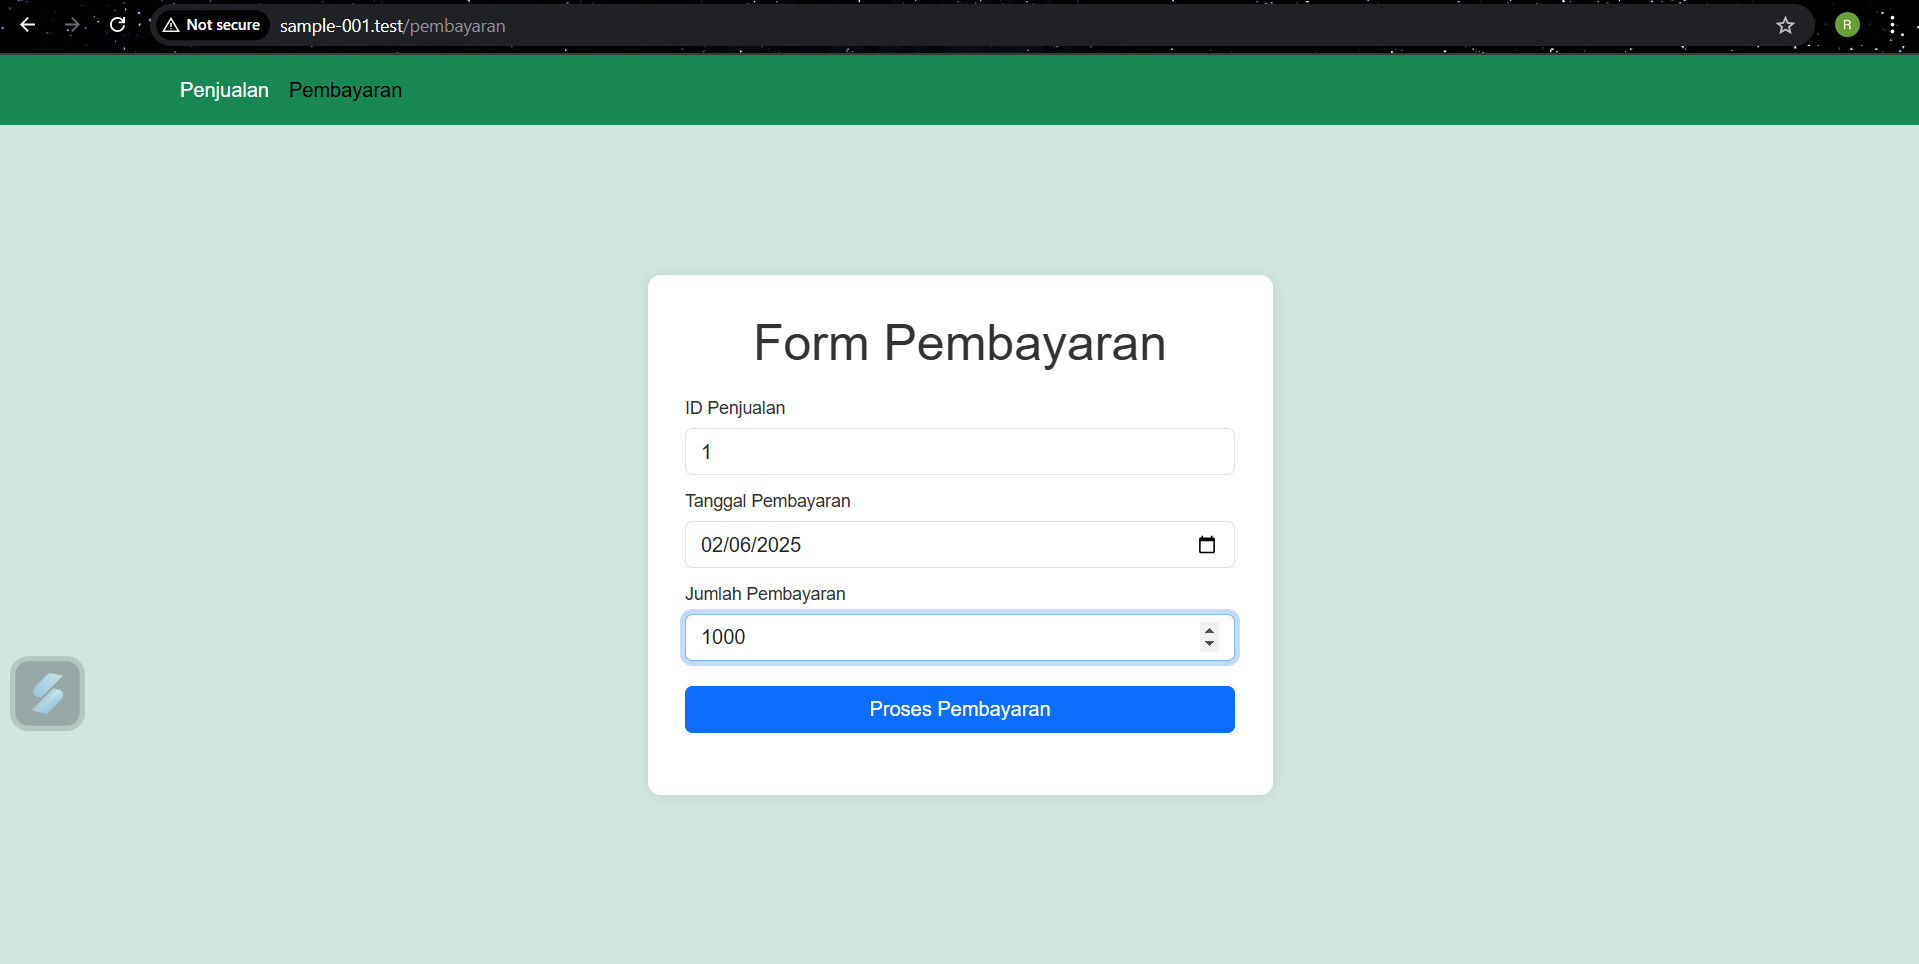 Not secure sample-001.test/pembayaran
R
Penjualan Pembayaran
Form Pembayaran
ID Penjualan
1
Tanggal Pembayaran
02/06/2025
Jumlah Pembayaran
1000
Proses Pembayaran